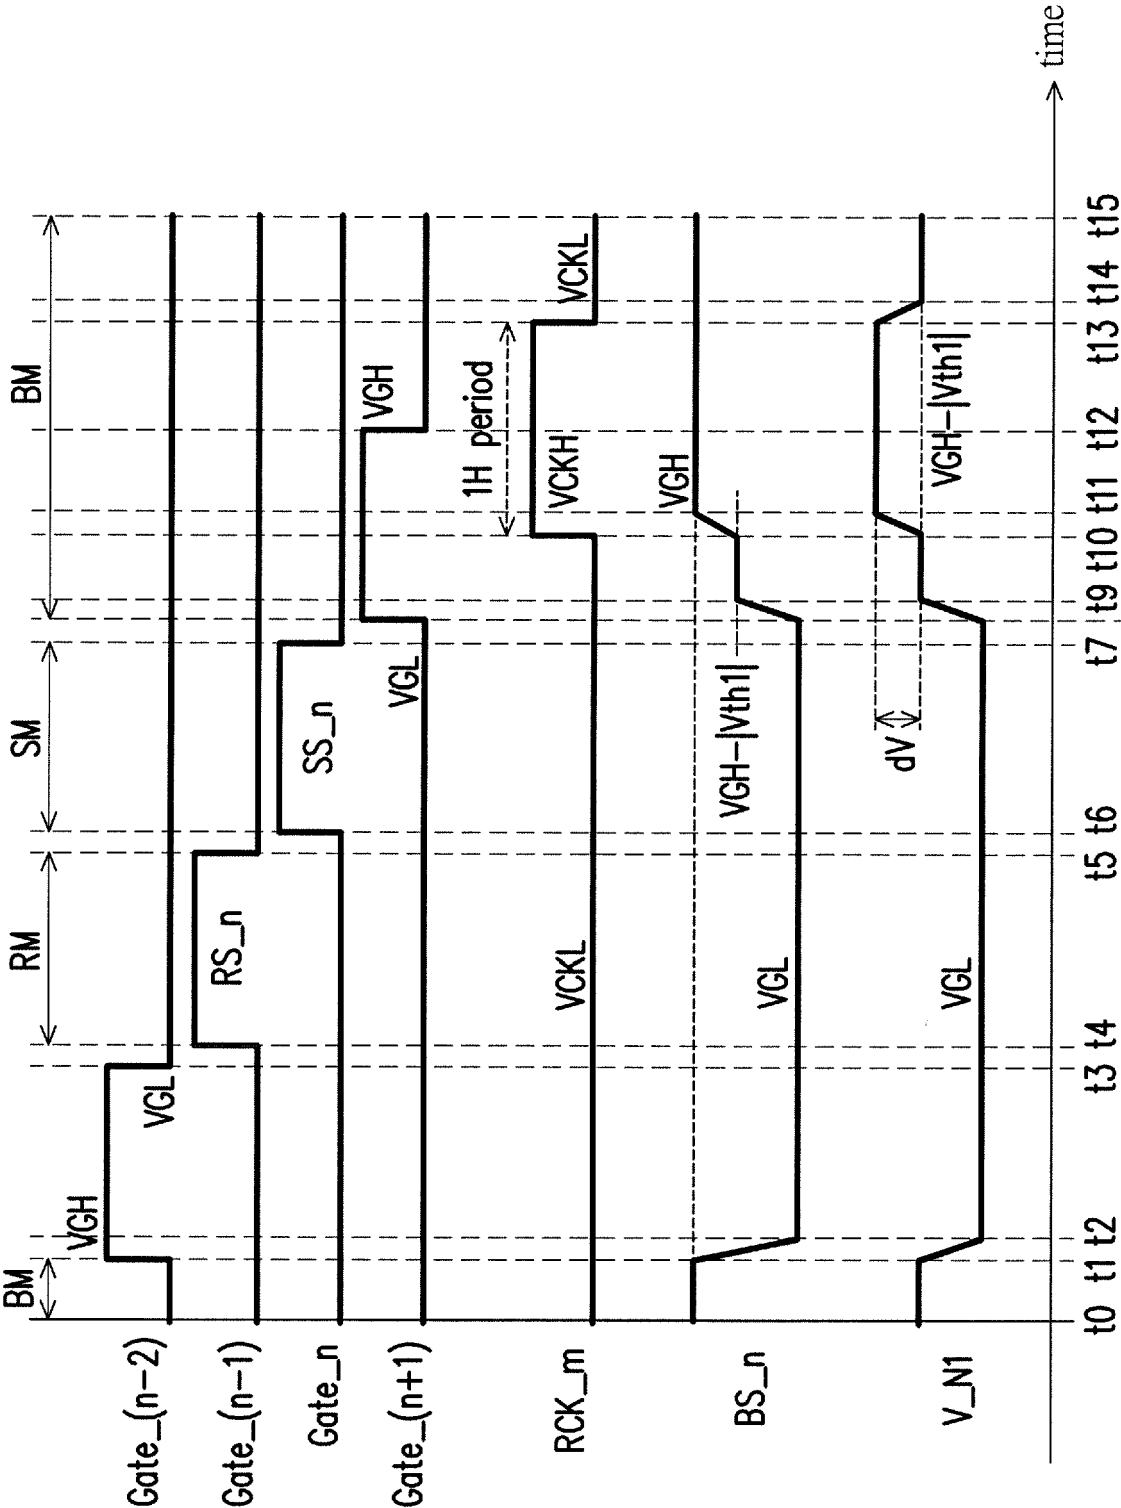 BM
RM
SM
BM
Gate_(n-2)
VGH
VGL
Gate_(n-1)
RS_n
Gate_n
SS_n
Gate_(n+1)
VGL
VGH
1H period
RCK_m
VCKL
VCKH
VCKL
BS_n
VGL
VGH-|Vth1|
VGH
V_N1
VGL
dV
VGH-|Vth1|
time
t0 t1 t2 t3 t4 t5 t6 t7 t9 t10 t11 t12 t13 t14 t15